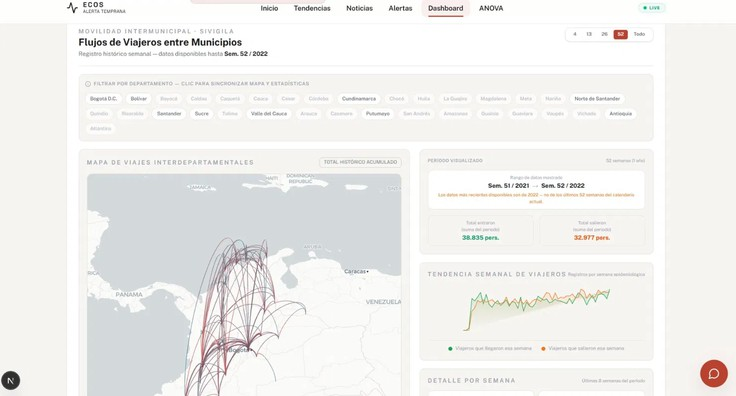 ECOS
ALERTA TEMPRANA
Inicio
Tendencias
Noticias
Alertas
Dashboard
ANOVA
LIVE
MOVILIDAD INTERMUNICIPAL · SIVIGILA
Flujos de Viajeros entre Municipios
Registro histórico semanal — datos disponibles hasta Sem. 52 / 2022
4 13 26 52 Todo
FILTRAR POR DEPARTAMENTO — CLIC PARA SINCRONIZAR MAPA Y ESTADÍSTICAS
Bogotá D.C. Bolívar Boyacá Caldas Caquetá Cauca Cesar Córdoba Cundinamarca Chocó Huila La Guajira Magdalena Meta Nariño Norte de Santander
Quindío Risaralda Santander Sucre Tolima Valle del Cauca Arauca Casanare Putumayo San Andrés Amazonas Guainía Guaviare Vaupés Vichada Antioquia
Atlántico
MAPA DE VIAJES INTERDEPARTAMENTALES
TOTAL HISTÓRICO ACUMULADO
HAITI
DOMINICAN
REPUBLIC
JAMAICA
Caracas
PANAMA
VENEZUELA
Bogotá
PERÍODO VISUALIZADO
52 semanas (1 año)
Rango de datos mostrado
Sem. 51 / 2021 → Sem. 52 / 2022
Los datos más recientes disponibles son de 2022 — no de las últimas 52 semanas del calendario
actual.
Total entraron
(suma del período)
38.835 pers.
Total salieron
(suma del período)
32.977 pers.
TENDENCIA SEMANAL DE VIAJEROS
Registros por semana epidemiológica
Viajeros que llegaron esa semana
Viajeros que salieron esa semana
DETALLE POR SEMANA
Últimas 8 semanas del período.
N